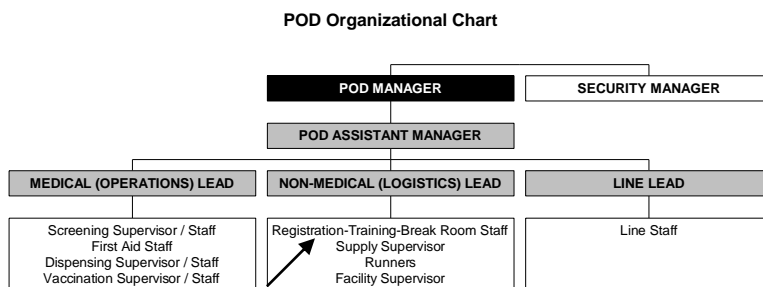 POD Organizational Chart
POD MANAGER
SECURITY MANAGER
POD ASSISTANT MANAGER
MEDICAL (OPERATIONS) LEAD
NON-MEDICAL (LOGISTICS) LEAD
LINE LEAD
Screening Supervisor / Staff
First Aid Staff
Dispensing Supervisor / Staff
Vaccination Supervisor / Staff
Registration-Training-Break Room Staff
Supply Supervisor
Runners
Facility Supervisor
Line Staff